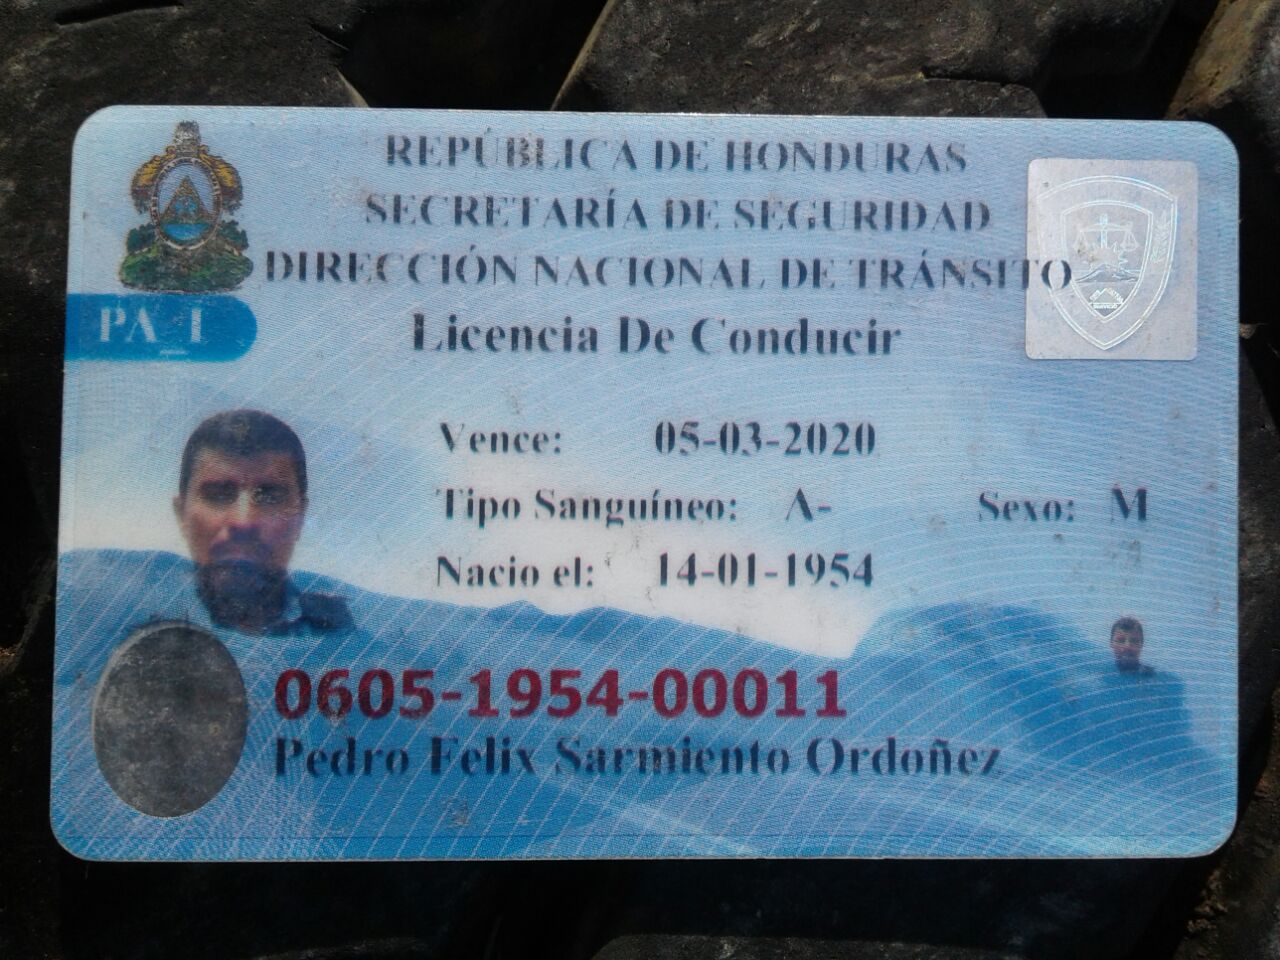 REPÚBLICA DE HONDURAS
SECRETARÍA DE SEGURIDAD
DIRECCIÓN NACIONAL DE TRÁNSITO
PA_I
Licencia De Conducir
Vence: 05-03-2020
Tipo Sanguíneo: A- Sexo: M
Nacio el: 14-01-1954
0605-1954-00011
Pedro Felix Sarmiento Ordoñez